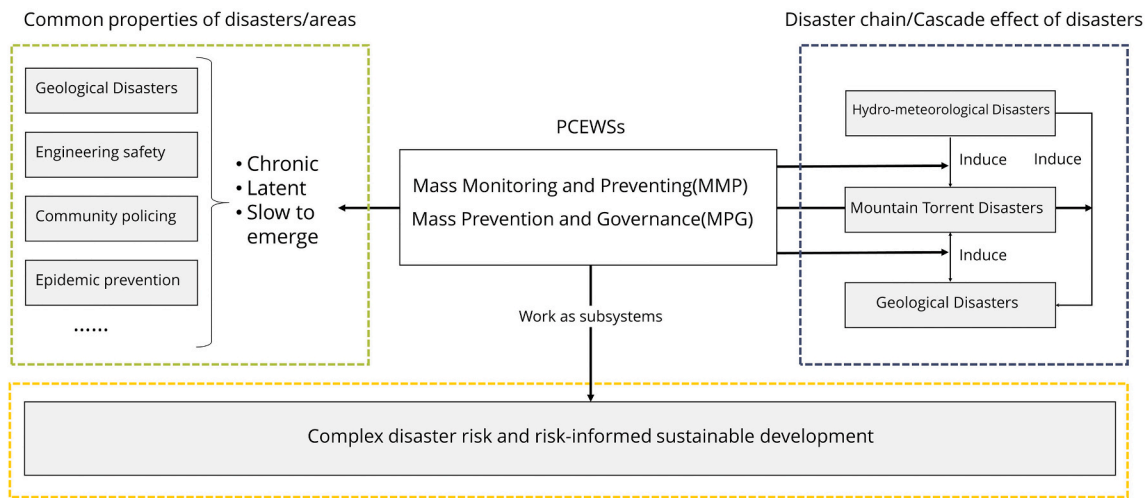 Common properties of disasters/areas
Geological Disasters
Engineering safety
Community policing
Epidemic prevention
......
• Chronic
• Latent
• Slow to
emerge
PCEWSs
Mass Monitoring and Preventing(MMP)
Mass Prevention and Governance(MPG)
Work as subsystems
Disaster chain/Cascade effect of disasters
Hydro-meteorological Disasters
Induce
Induce
Mountain Torrent Disasters
Induce
Geological Disasters
Complex disaster risk and risk-informed sustainable development